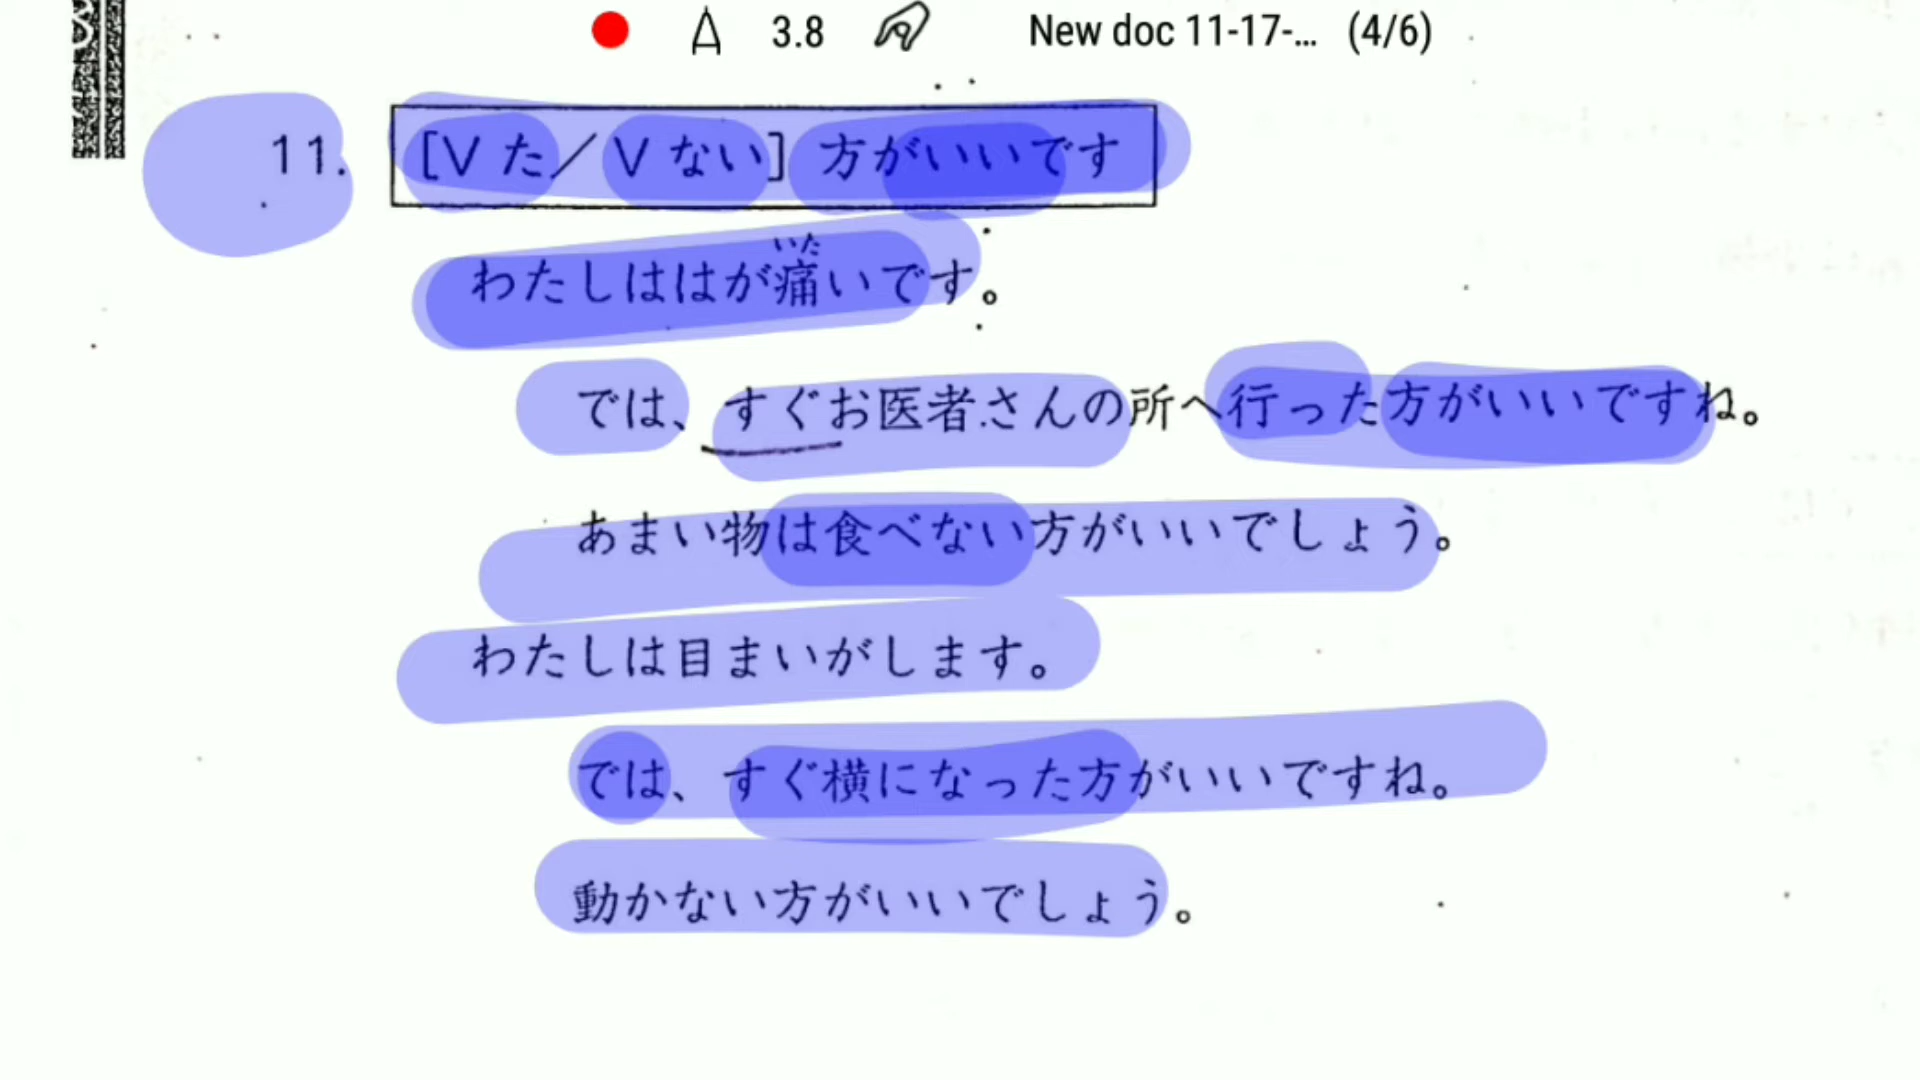 3.8 New doc 11-17-... (4/6)
11. [Vた／Vない] 方がいいです
いた
わたしははが痛いです。
では、すぐお医者さんの所へ行った方がいいですね。
あまい物は食べない方がいいでしょう。
わたしは目まいがします。
では、すぐ横になった方がいいですね。
動かない方がいいでしょう。